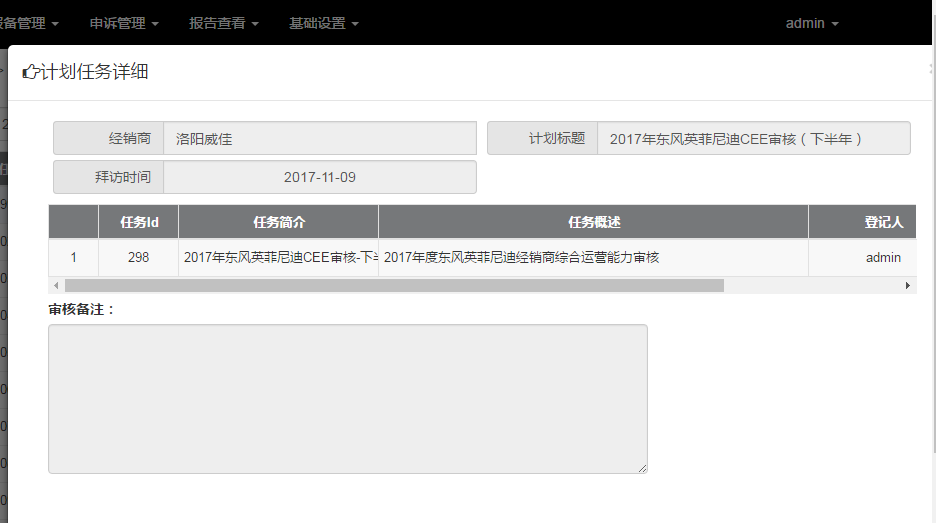 备管理 申诉管理 报告查看 基础设置 admin
计划任务详细
经销商 洛阳威佳 计划标题 2017年东风英菲尼迪CEE审核（下半年）
拜访时间 2017-11-09
任务Id 任务简介 任务概述 登记人
1 298 2017年东风英菲尼迪CEE审核-下半 2017年度东风英菲尼迪经销商综合运营能力审核 admin
审核备注：